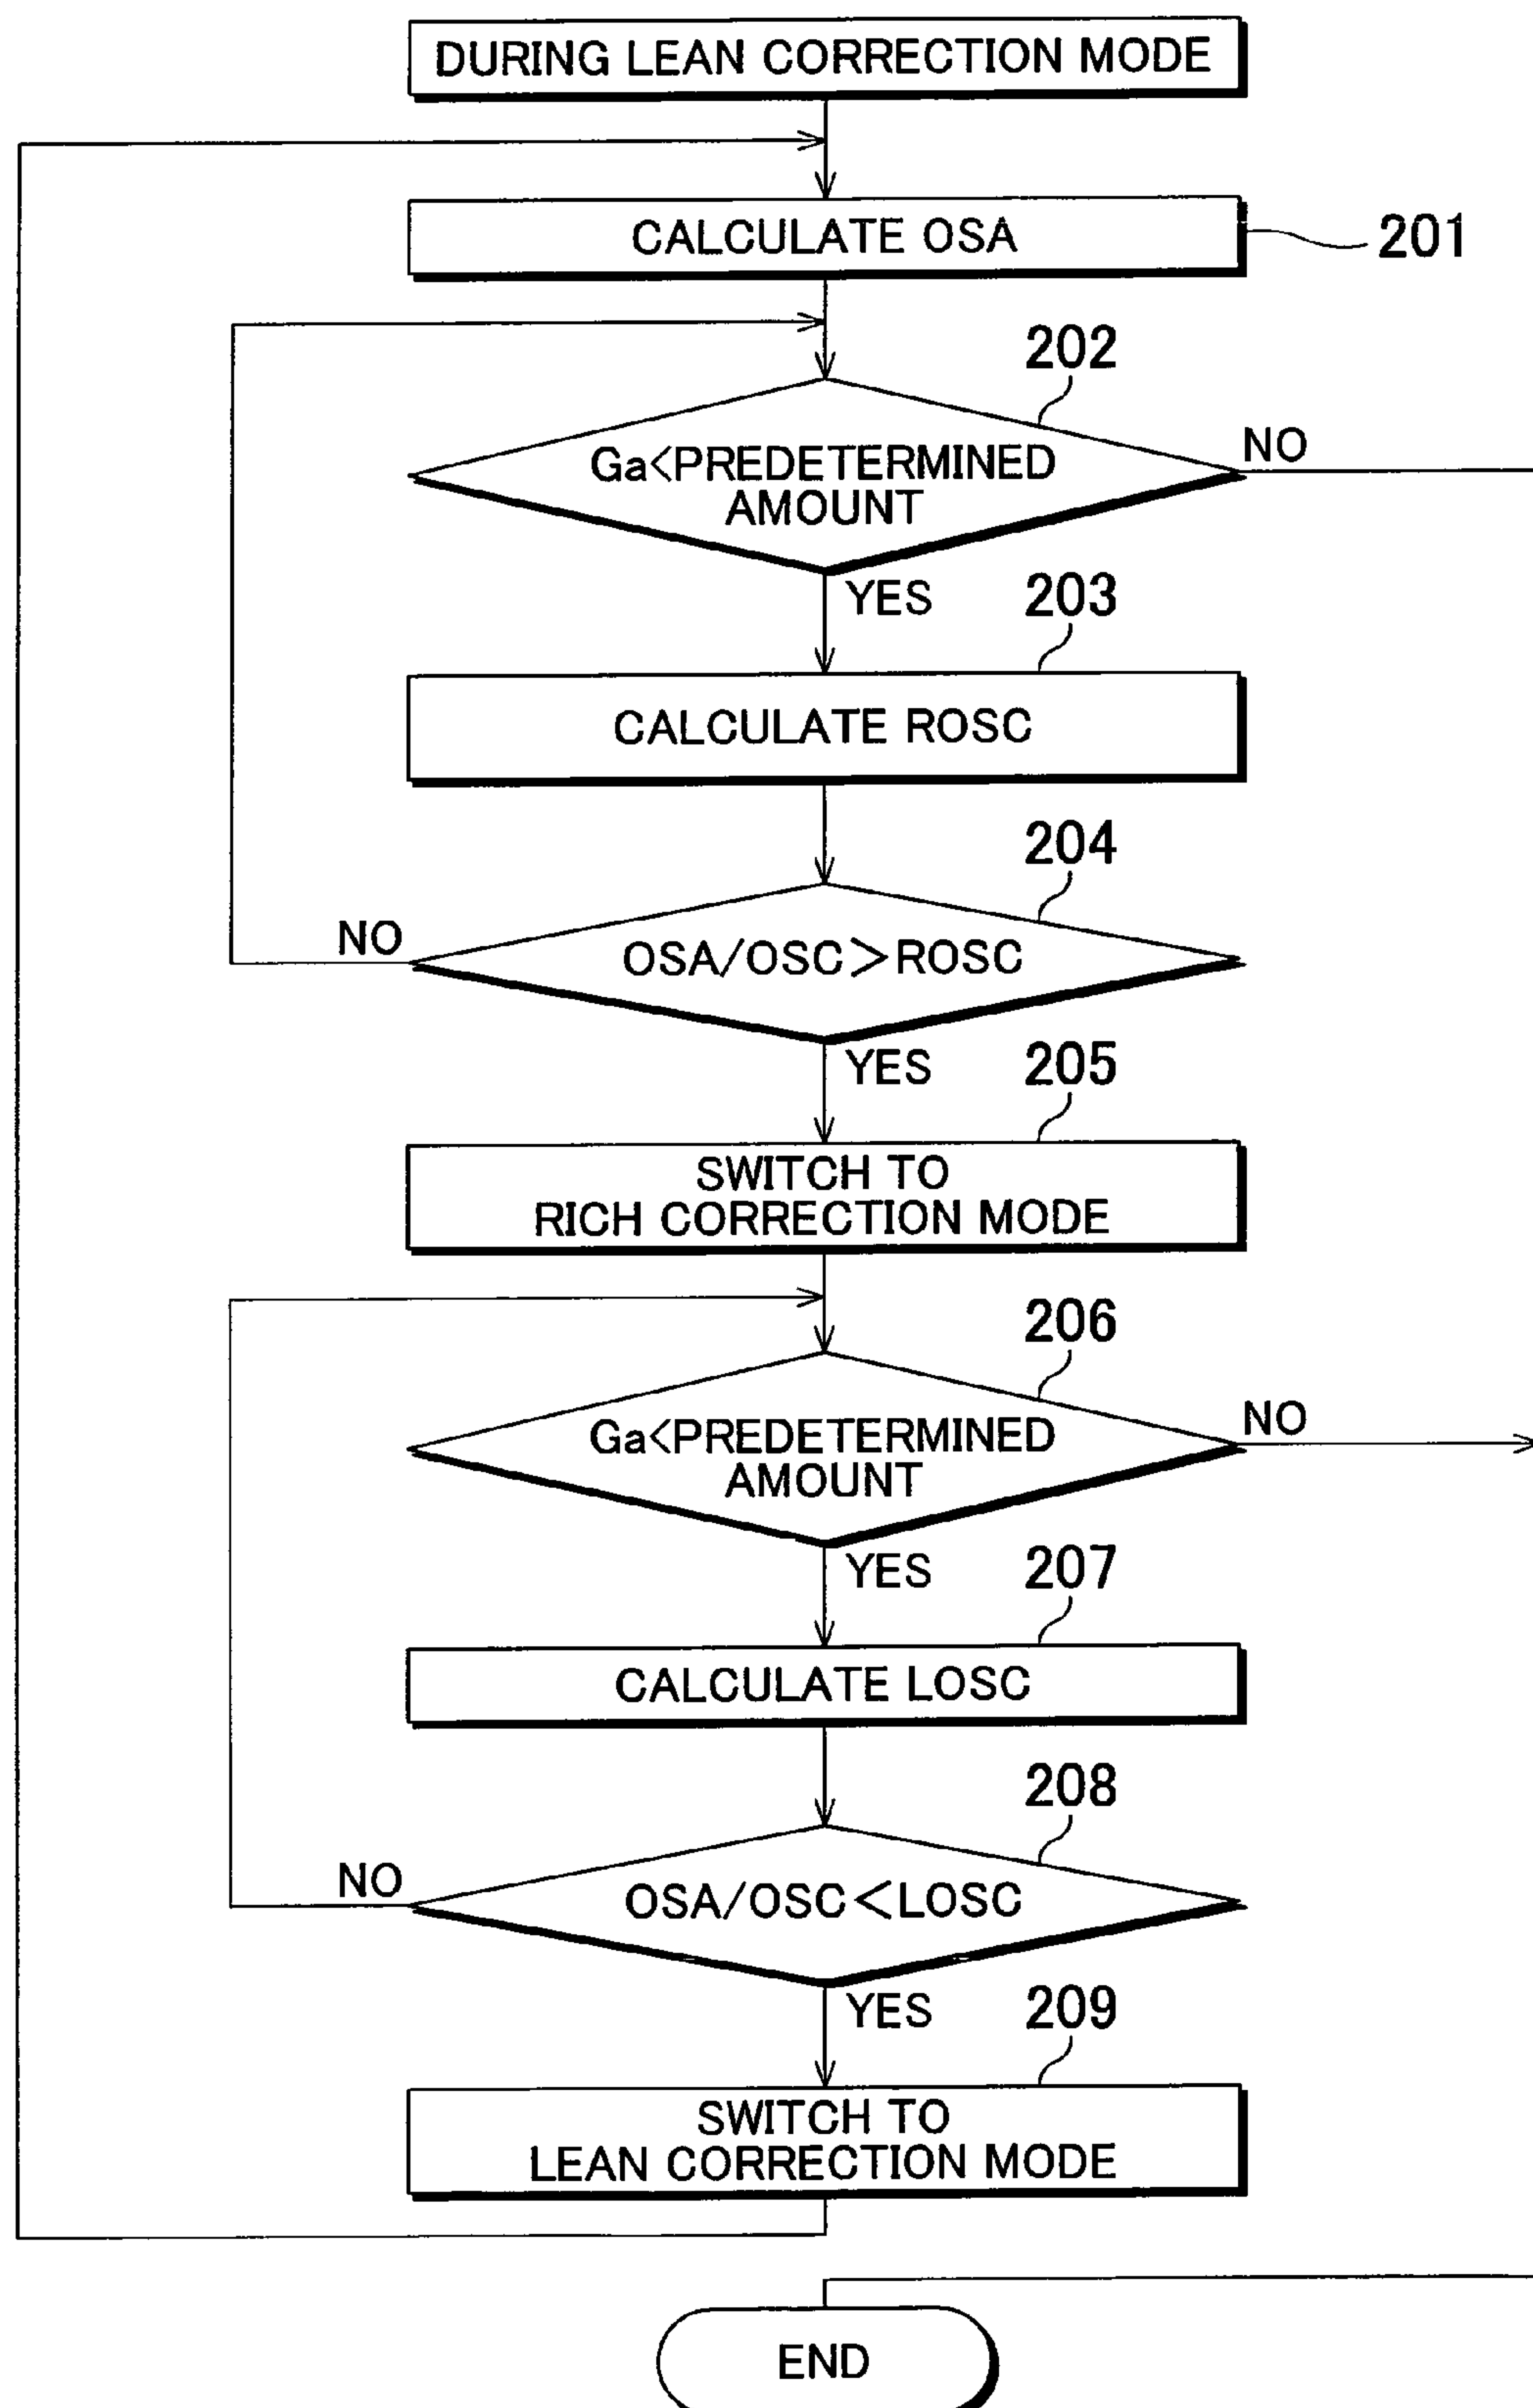 DURING LEAN CORRECTION MODE
CALCULATE OSA
201
202
Ga<PREDETERMINED
AMOUNT
NO
YES
203
CALCULATE ROSC
204
NO
OSA/OSC>ROSC
YES
205
SWITCH TO
RICH CORRECTION MODE
206
Ga<PREDETERMINED
AMOUNT
NO
YES
207
CALCULATE LOSC
208
NO
OSA/OSC<LOSC
YES
209
SWITCH TO
LEAN CORRECTION MODE
END